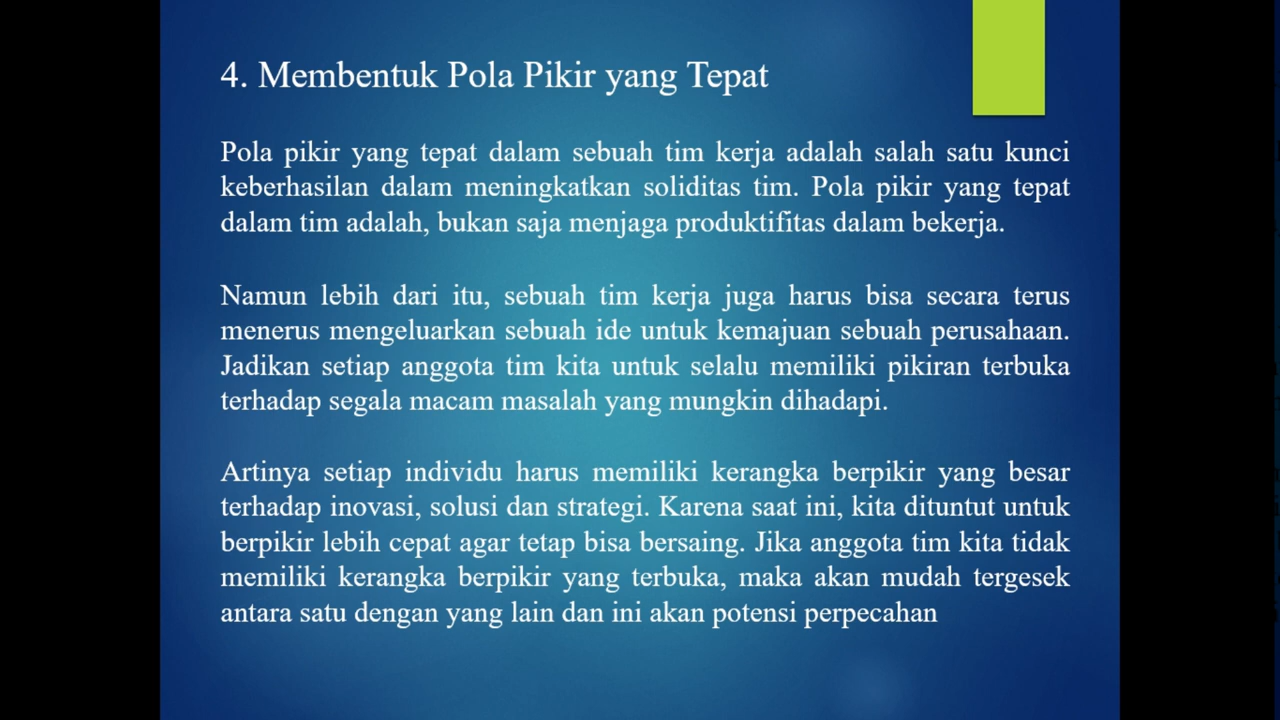 4. Membentuk Pola Pikir yang Tepat
Pola pikir yang tepat dalam sebuah tim kerja adalah salah satu kunci
keberhasilan dalam meningkatkan soliditas tim. Pola pikir yang tepat
dalam tim adalah, bukan saja menjaga produktifitas dalam bekerja.
Namun lebih dari itu, sebuah tim kerja juga harus bisa secara terus
menerus mengeluarkan sebuah ide untuk kemajuan sebuah perusahaan.
Jadikan setiap anggota tim kita untuk selalu memiliki pikiran terbuka
terhadap segala macam masalah yang mungkin dihadapi.
Artinya setiap individu harus memiliki kerangka berpikir yang besar
terhadap inovasi, solusi dan strategi. Karena saat ini, kita dituntut untuk
berpikir lebih cepat agar tetap bisa bersaing. Jika anggota tim kita tidak
memiliki kerangka berpikir yang terbuka, maka akan mudah tergesek
antara satu dengan yang lain dan ini akan potensi perpecahan